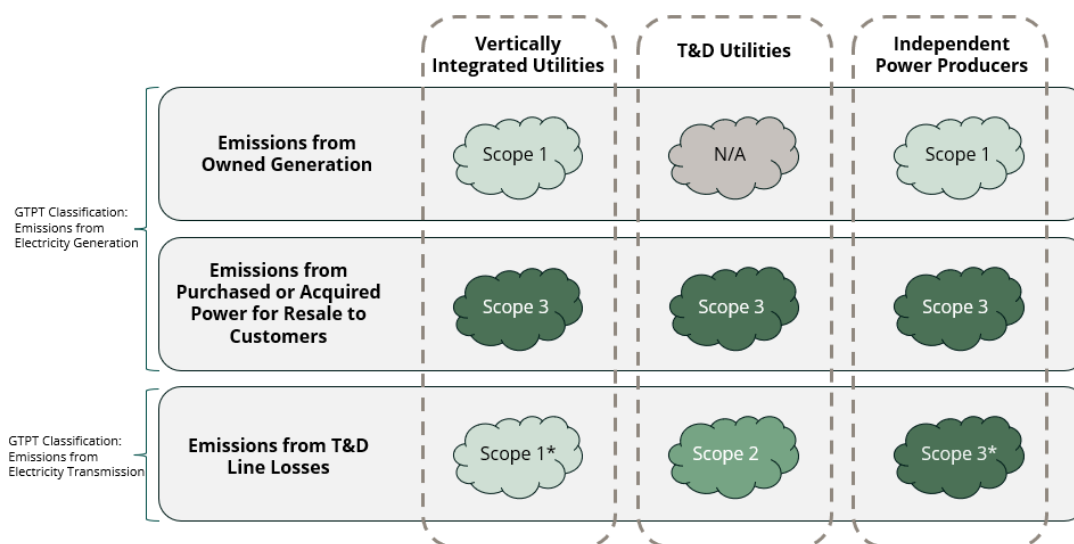 Vertically
Integrated Utilities
T&D Utilities
Independent
Power Producers
Emissions from
Owned Generation
Scope 1
N/A
Scope 1
GTPT Classification:
Emissions from
Electricity Generation
Emissions from
Purchased or Acquired
Power for Resale to
Customers
Scope 3
Scope 3
Scope 3
GTPT Classification:
Emissions from
Electricity Transmission
Emissions from T&D
Line Losses
Scope 1*
Scope 2
Scope 3*